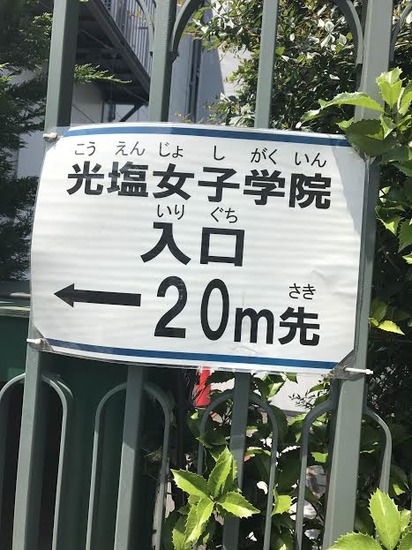 こう えん じょ し がく いん
光塩女子学院
いり ぐち
入口
さき
←20m先